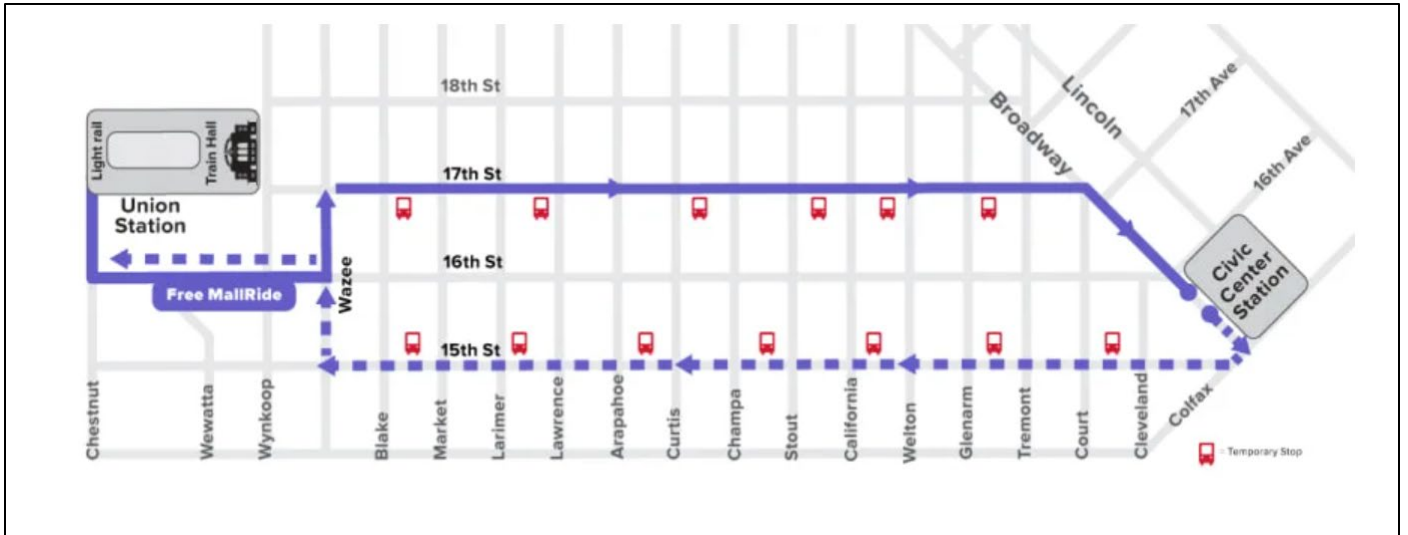 18th St
Lincoln
17th Ave
Broadway
16th Ave
Light rail
Train Hall
17th St
Union
Station
16th St
Wazee
Free MallRide
Civic
Center
Station
15th St
Chestnut
Wewatta
Wynkoop
Blake
Market
Larimer
Lawrence
Arapahoe
Curtis
Champa
Stout
California
Welton
Glenarm
Tremont
Court
Cleveland
Colfax
= Temporary Stop